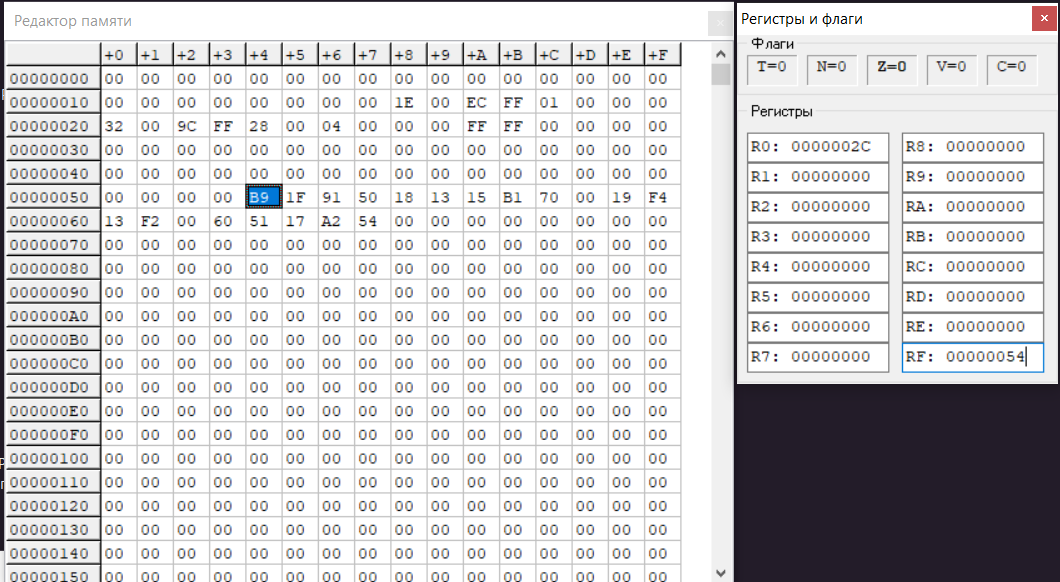 Редактор памяти
+0 +1 +2 +3 +4 +5 +6 +7 +8 +9 +A +B +C +D +E +F
00000000 00 00 00 00 00 00 00 00 00 00 00 00 00 00 00 00
00000010 00 00 00 00 00 00 00 00 1E 00 EC FF 01 00 00 00
00000020 32 00 9C FF 28 00 04 00 00 00 FF FF 00 00 00 00
00000030 00 00 00 00 00 00 00 00 00 00 00 00 00 00 00 00
00000040 00 00 00 00 00 00 00 00 00 00 00 00 00 00 00 00
00000050 00 00 00 00 B9 1F 91 50 18 13 15 B1 70 00 19 F4
00000060 13 F2 00 60 51 17 A2 54 00 00 00 00 00 00 00 00
00000070 00 00 00 00 00 00 00 00 00 00 00 00 00 00 00 00
00000080 00 00 00 00 00 00 00 00 00 00 00 00 00 00 00 00
00000090 00 00 00 00 00 00 00 00 00 00 00 00 00 00 00 00
000000A0 00 00 00 00 00 00 00 00 00 00 00 00 00 00 00 00
000000B0 00 00 00 00 00 00 00 00 00 00 00 00 00 00 00 00
000000C0 00 00 00 00 00 00 00 00 00 00 00 00 00 00 00 00
000000D0 00 00 00 00 00 00 00 00 00 00 00 00 00 00 00 00
000000E0 00 00 00 00 00 00 00 00 00 00 00 00 00 00 00 00
000000F0 00 00 00 00 00 00 00 00 00 00 00 00 00 00 00 00
00000100 00 00 00 00 00 00 00 00 00 00 00 00 00 00 00 00
00000110 00 00 00 00 00 00 00 00 00 00 00 00 00 00 00 00
00000120 00 00 00 00 00 00 00 00 00 00 00 00 00 00 00 00
00000130 00 00 00 00 00 00 00 00 00 00 00 00 00 00 00 00
00000140 00 00 00 00 00 00 00 00 00 00 00 00 00 00 00 00
00000150 00 00 00 00 00 00 00 00 00 00 00 00 00 00 00 00
Регистры и флаги
Флаги
T=0 N=0 Z=0 V=0 C=0
Регистры
R0: 0000002C R8: 00000000
R1: 00000000 R9: 00000000
R2: 00000000 RA: 00000000
R3: 00000000 RB: 00000000
R4: 00000000 RC: 00000000
R5: 00000000 RD: 00000000
R6: 00000000 RE: 00000000
R7: 00000000 RF: 00000054